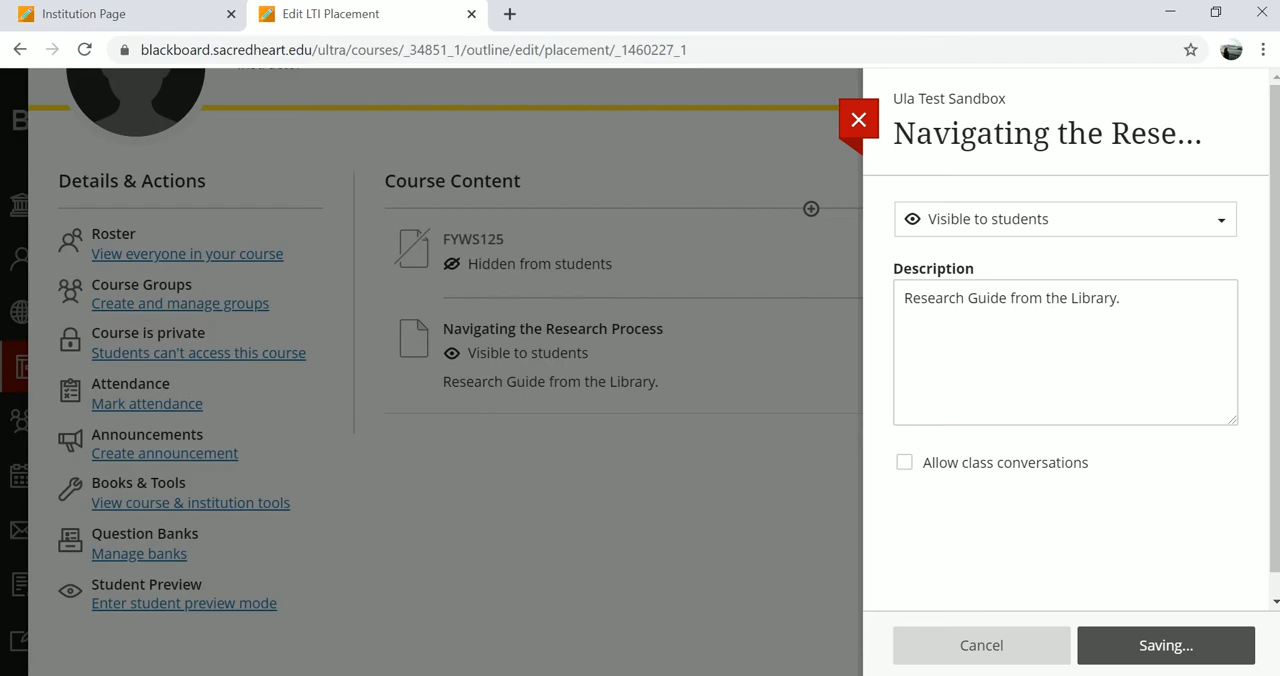 Institution Page
Edit LTI Placement
blackboard.sacredheart.edu/ultra/courses/_34851_1/outline/edit/placement/_1460227_1
B
Details & Actions
Roster
View everyone in your course
Course Groups
Create and manage groups
Course is private
Students can't access this course
Attendance
Mark attendance
Announcements
Create announcement
Books & Tools
View course & institution tools
Question Banks
Manage banks
Student Preview
Enter student preview mode
Course Content
FYWS125
Hidden from students
Navigating the Research Process
Visible to students
Research Guide from the Library.
Ula Test Sandbox
Navigating the Rese...
Visible to students
Description
Research Guide from the Library.
Allow class conversations
Cancel
Saving...